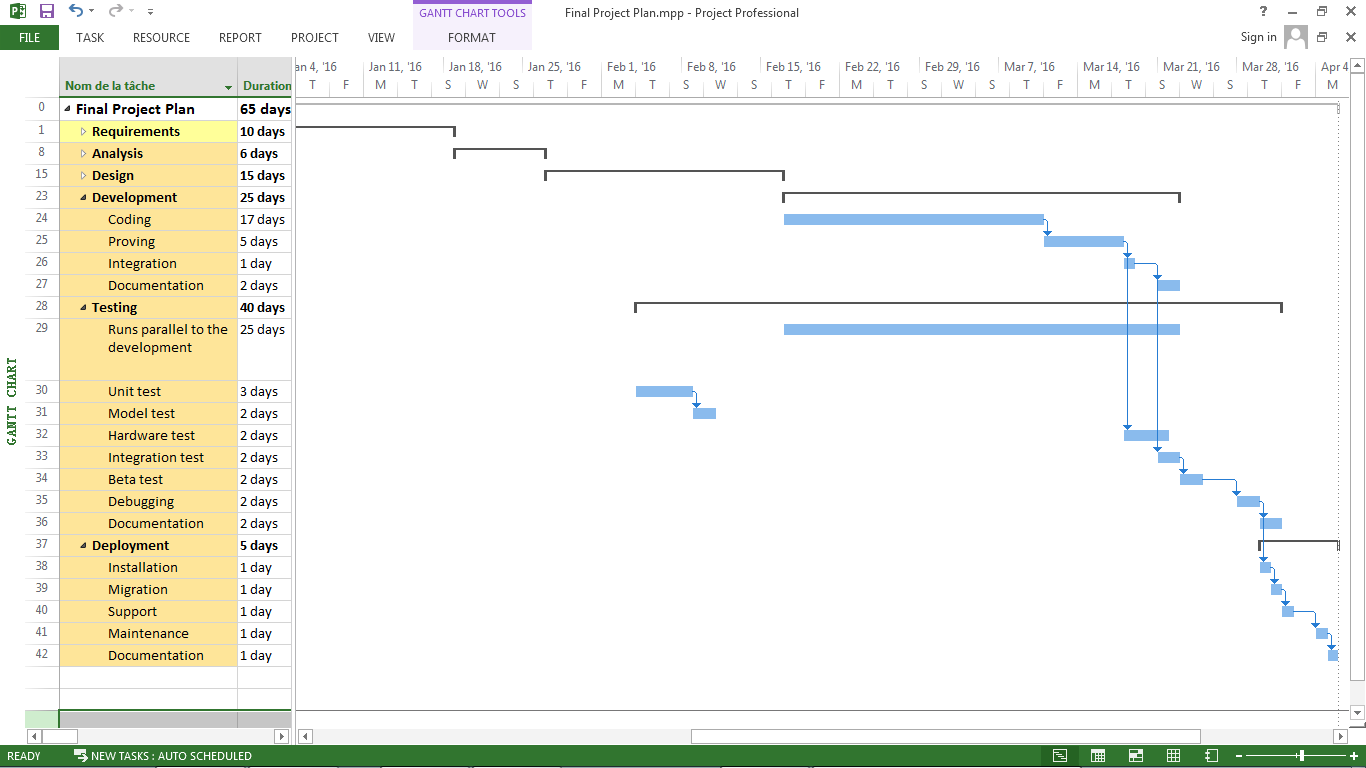 GANTT CHART TOOLS
Final Project Plan.mpp - Project Professional
FILE TASK RESOURCE REPORT PROJECT VIEW FORMAT
Sign in
Nom de la tâche Duration
an 4, '16 Jan 11, '16 Jan 18, '16 Jan 25, '16 Feb 1, '16 Feb 8, '16 Feb 15, '16 Feb 22, '16 Feb 29, '16 Mar 7, '16 Mar 14, '16 Mar 21, '16 Mar 28, '16 Apr 4
T F M T S W S T F M T S W S T F M T S W S T F M T S W S T F M
0 Final Project Plan 65 days
1 Requirements 10 days
8 Analysis 6 days
15 Design 15 days
23 Development 25 days
24 Coding 17 days
25 Proving 5 days
26 Integration 1 day
27 Documentation 2 days
28 Testing 40 days
29 Runs parallel to the 25 days
development
30 Unit test 3 days
31 Model test 2 days
32 Hardware test 2 days
33 Integration test 2 days
34 Beta test 2 days
35 Debugging 2 days
36 Documentation 2 days
37 Deployment 5 days
38 Installation 1 day
39 Migration 1 day
40 Support 1 day
41 Maintenance 1 day
42 Documentation 1 day
GANTT CHART
READY NEW TASKS : AUTO SCHEDULED